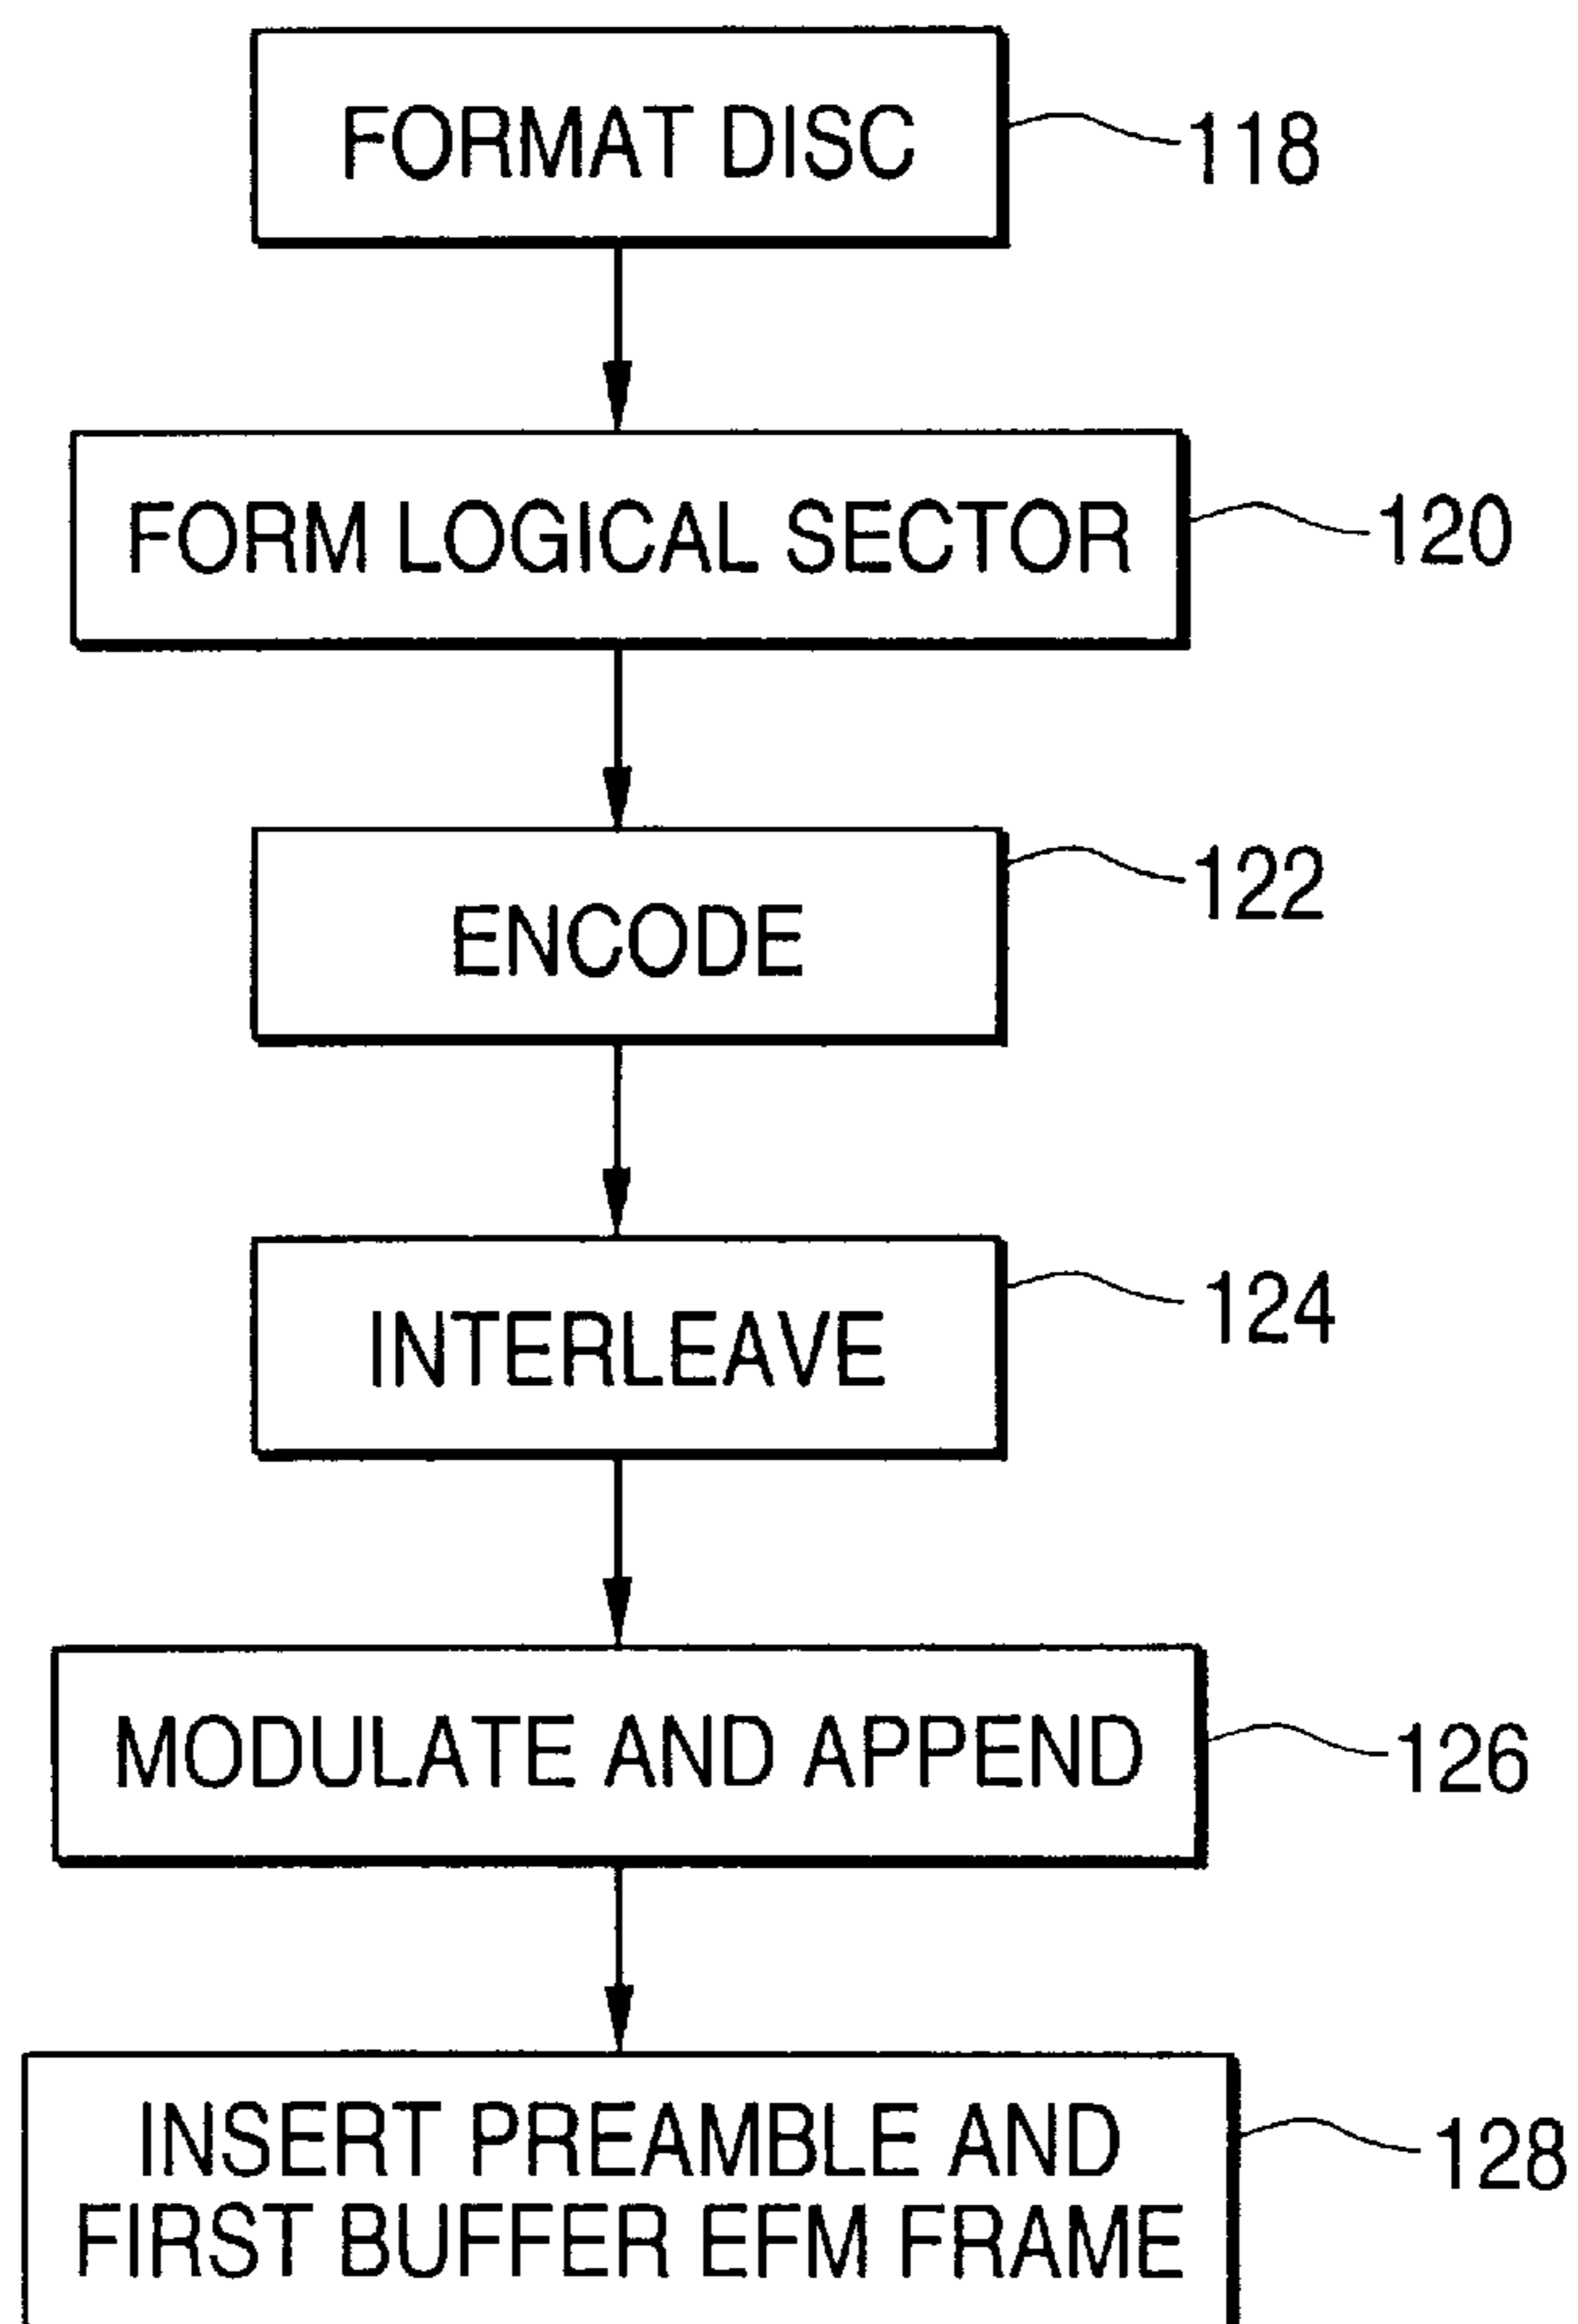 FORMAT DISC
118
FORM LOGICAL SECTOR
120
ENCODE
122
INTERLEAVE
124
MODULATE AND APPEND
126
INSERT PREAMBLE AND
FIRST BUFFER EFM FRAME
128